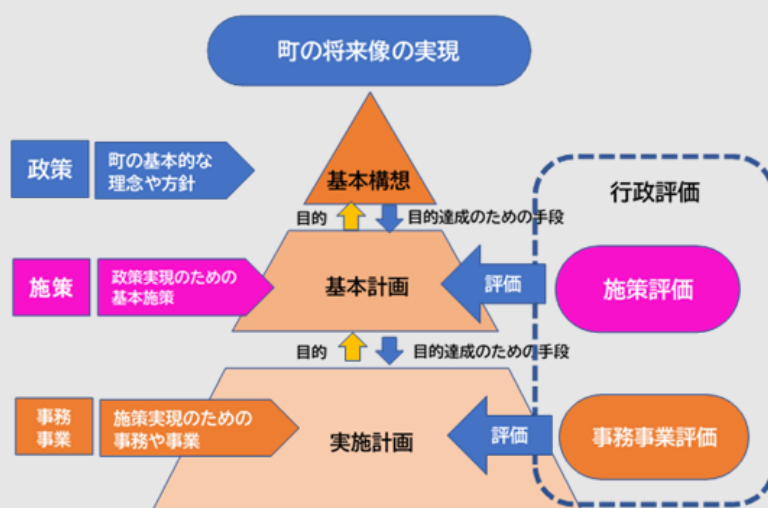 町の将来像の実現
政策
町の基本的な
理念や方針
基本構想
行政評価
目的
目的達成のための手段
施策
政策実現のための
基本施策
基本計画
評価
施策評価
目的
目的達成のための手段
事務
事業
施策実現のための
事務や事業
実施計画
評価
事務事業評価